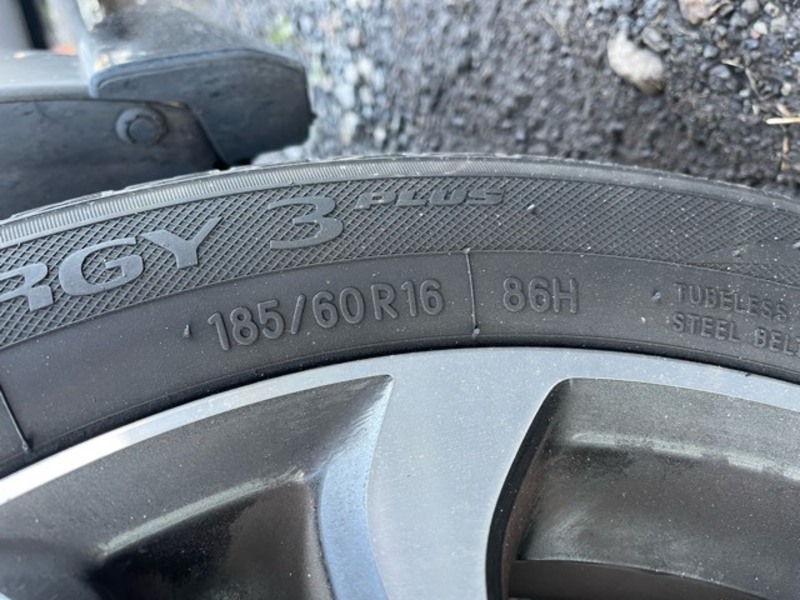 RGY 3 PLUS
185/60R16 86H
TUBELESS
STEEL BEL